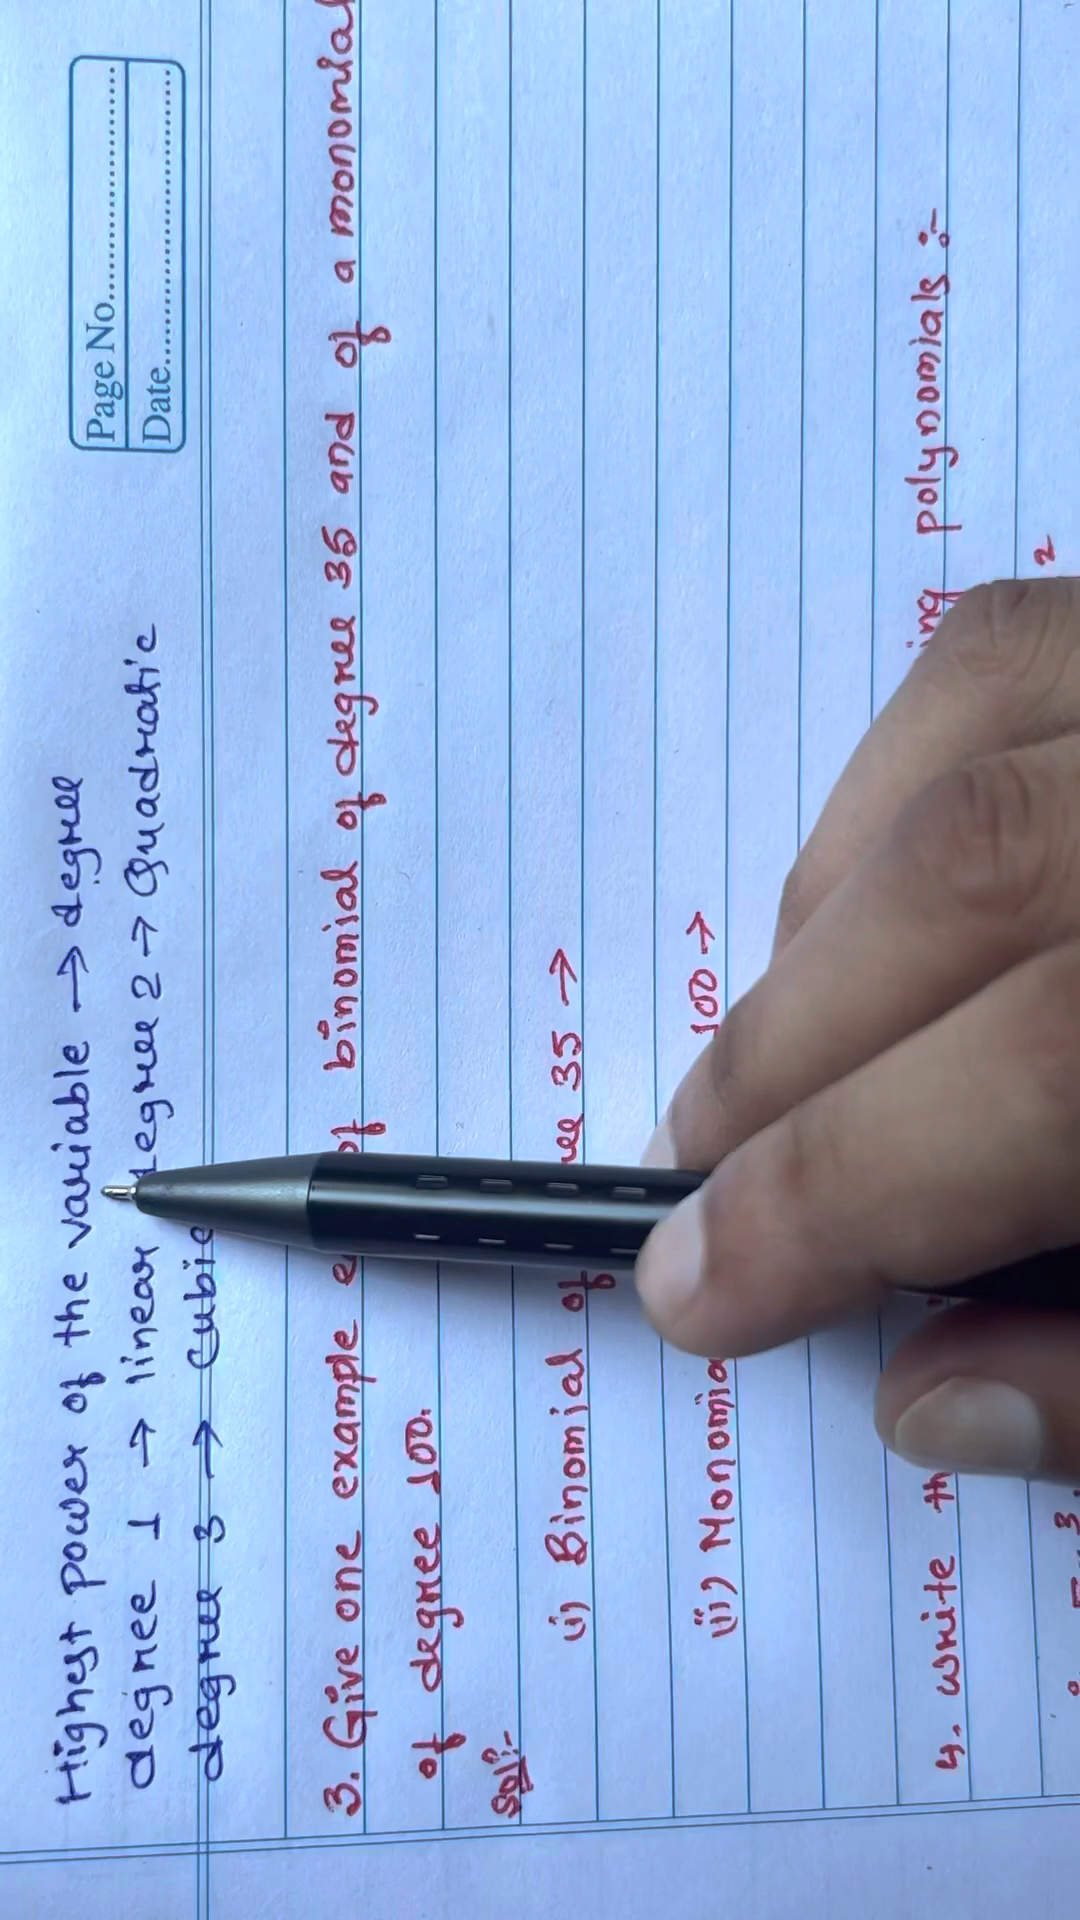 Page No.
Date
Highest power of the variable → degree
degree 1 → linear degree 2 → Quadratic
degree 3 → Cubic
3. Give one example of binomial of degree 35 and of a monomial
of degree 100.
Sol:-
(i) Binomial of 35 →
(ii) Monomial 100 →
4. Write polynomials :-